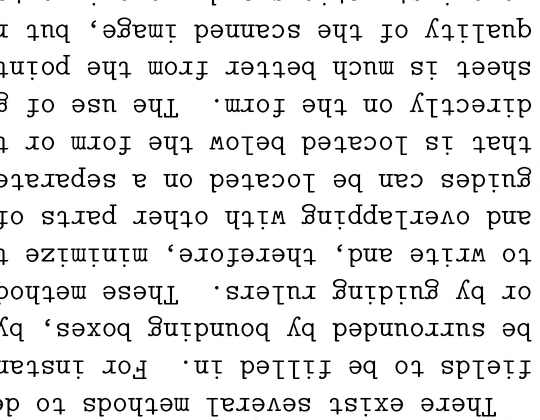 There exist several methods to de
fields to be filled in. For instan
be surrounded by bounding boxes, by
or by guiding rulers. These method
to write and, therefore, minimize t
and overlapping with other parts of
guides can be located on a separate
that is located below the form or t
directly on the form. The use of g
sheet is much better from the point
quality of the scanned image, but r